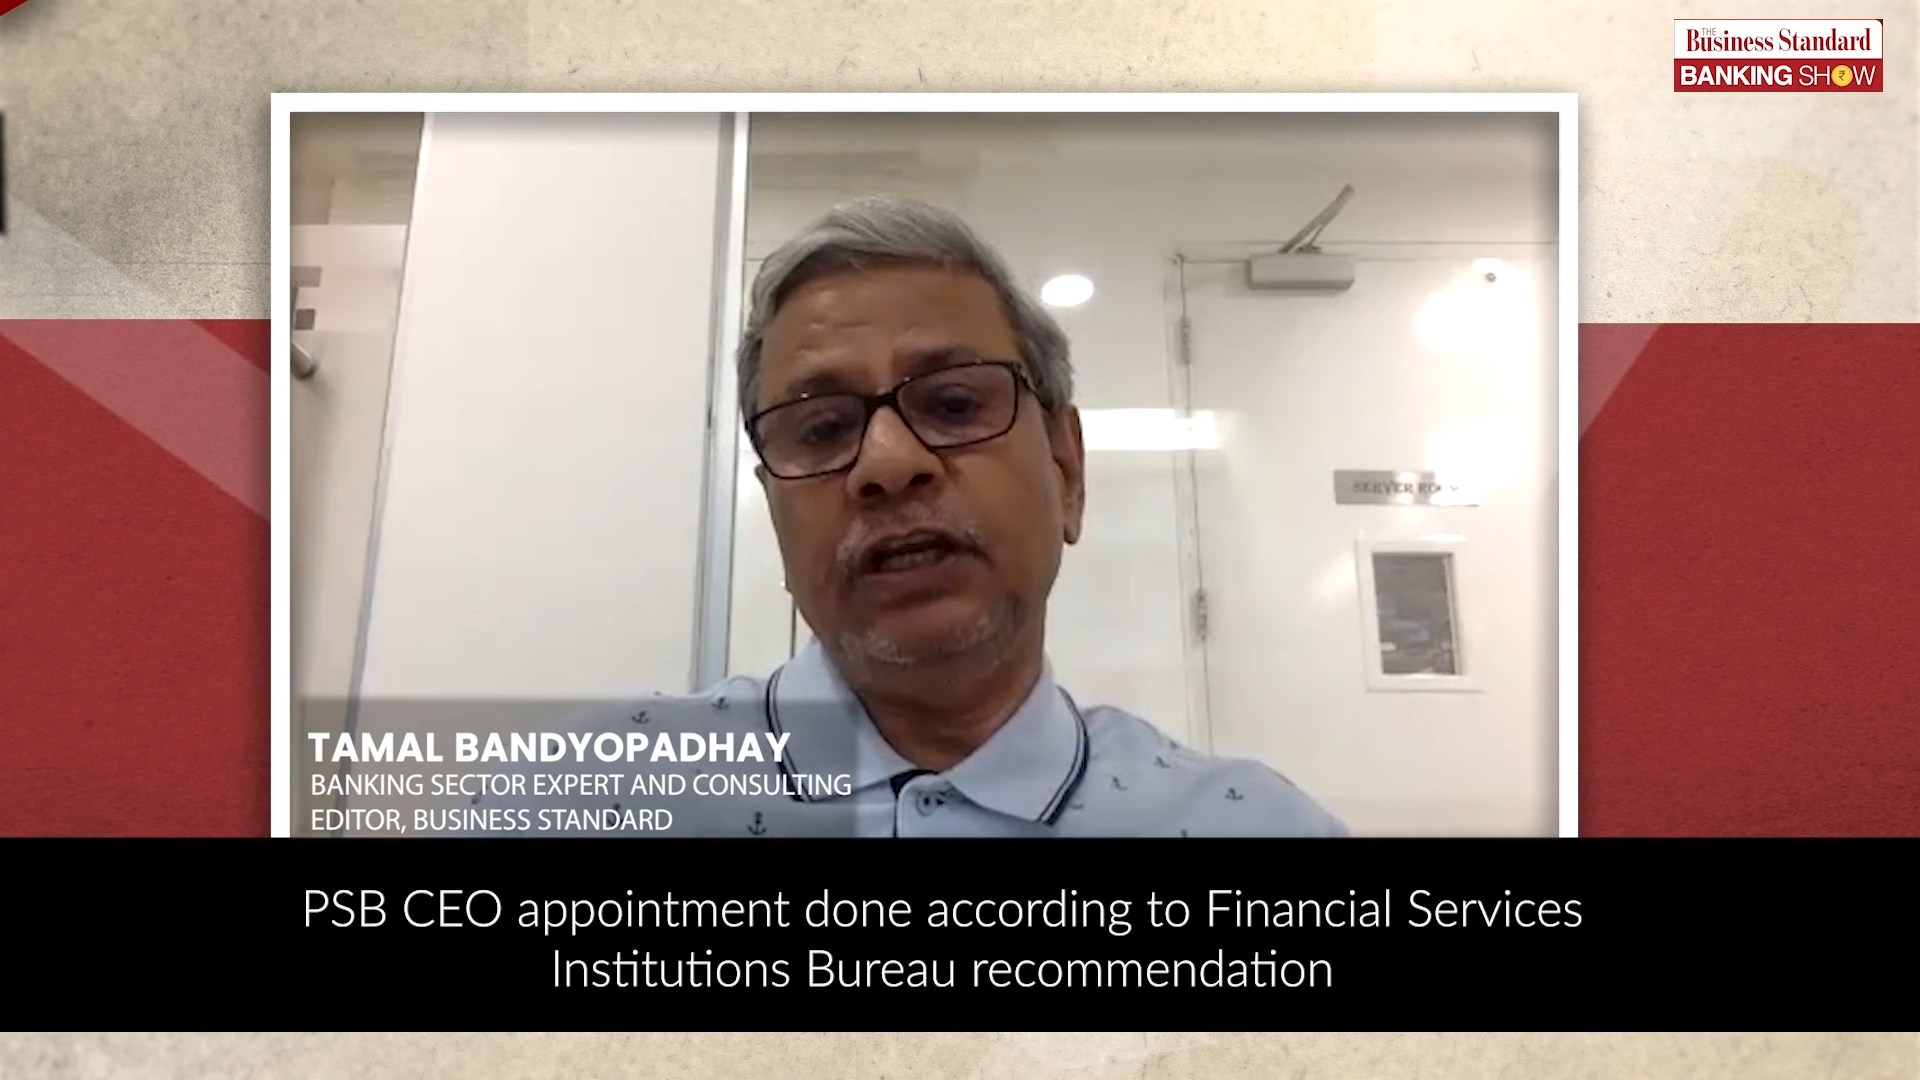 THE
Business Standard
BANKING SHOW
SERVER
TAMAL BANDYOPADHAY
BANKING SECTOR EXPERT AND CONSULTING
EDITOR, BUSINESS STANDARD
PSB CEO appointment done according to Financial Services
Institutions Bureau recommendation